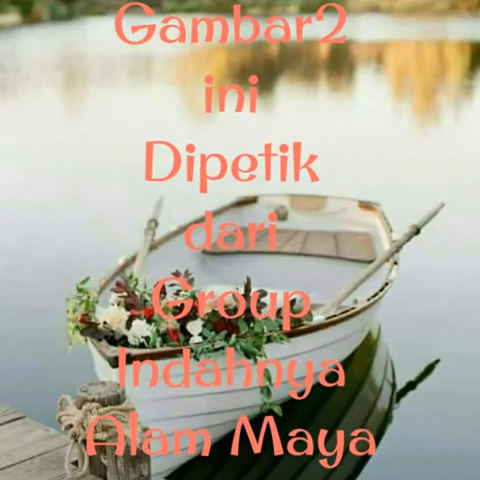 Gambar2
ini
Dipetik
dari
Group
Indahnya
Alam Maya